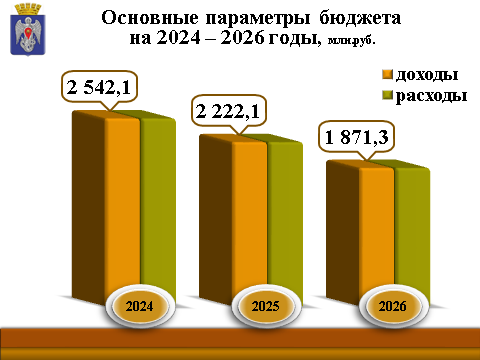 Основные параметры бюджета
на 2024 – 2026 годы, млн.руб.
доходы
расходы
2 542,1
2 222,1
1 871,3
2024
2025
2026